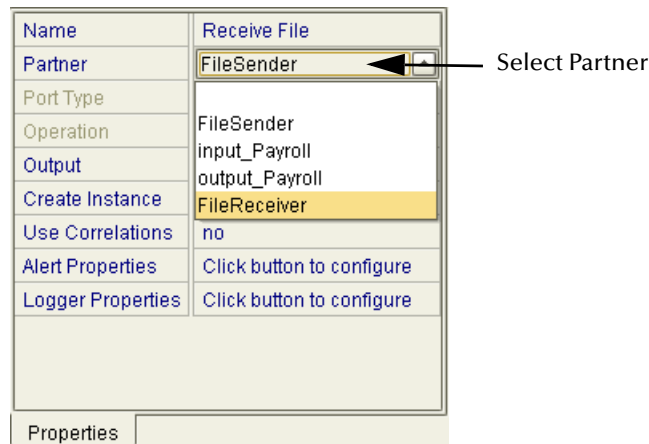 Name Receive File
Partner FileSender Select Partner
Port Type
Operation FileSender
Output input_Payroll
output_Payroll
Create Instance FileReceiver
Use Correlations no
Alert Properties Click button to configure
Logger Properties Click button to configure
Properties